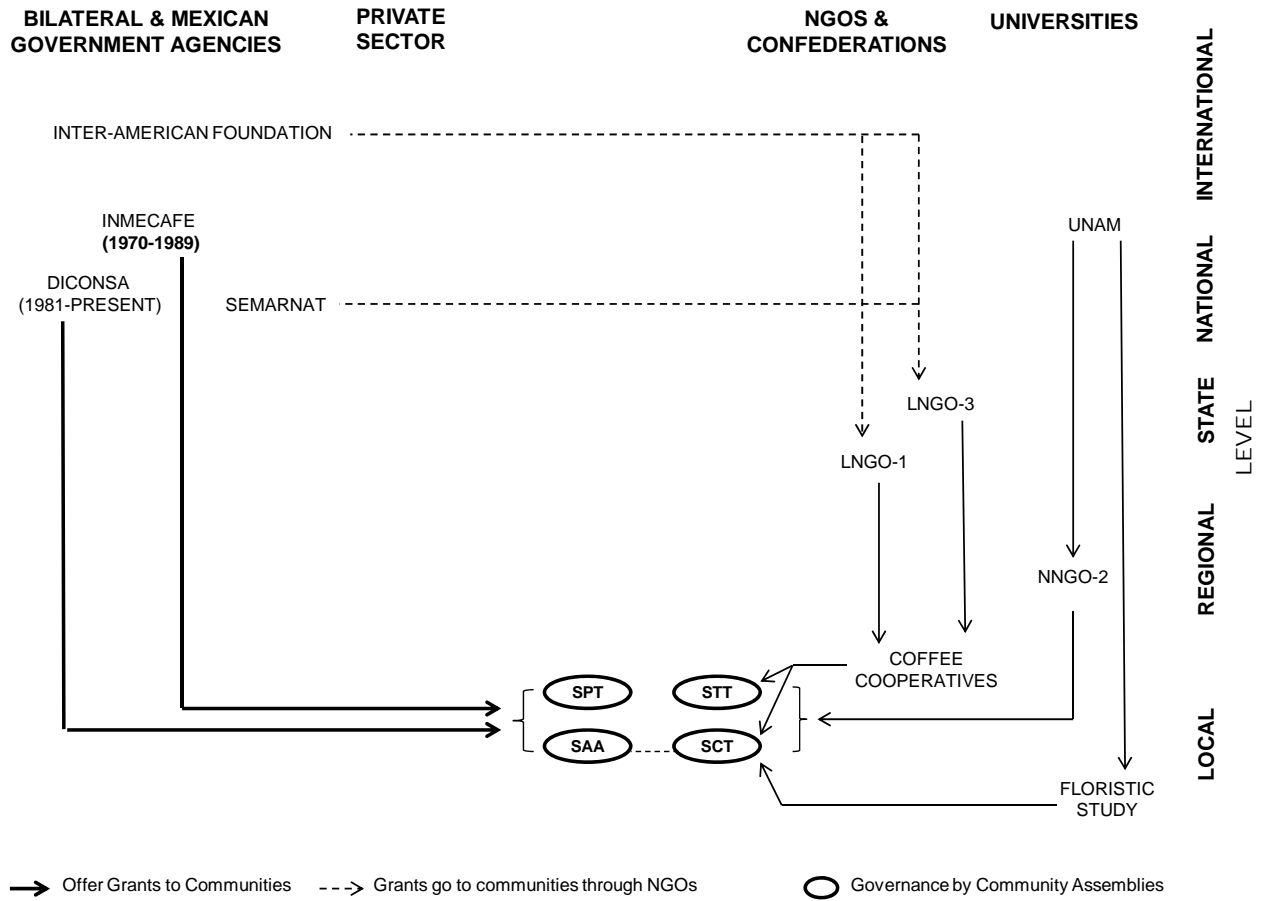 BILATERAL & MEXICAN
GOVERNMENT AGENCIES
PRIVATE
SECTOR
NGOS &
CONFEDERATIONS
UNIVERSITIES
INTERNATIONAL
INTER-AMERICAN FOUNDATION
INMECAFE
(1970-1989)
UNAM
DICONSA
(1981-PRESENT)
SEMARNAT
NATIONAL
LNGO-3
STATE
LEVEL
LNGO-1
NNGO-2
REGIONAL
COFFEE
COOPERATIVES
SPT
STT
SAA
SCT
LOCAL
FLORISTIC
STUDY
Offer Grants to Communities
Grants go to communities through NGOs
Governance by Community Assemblies